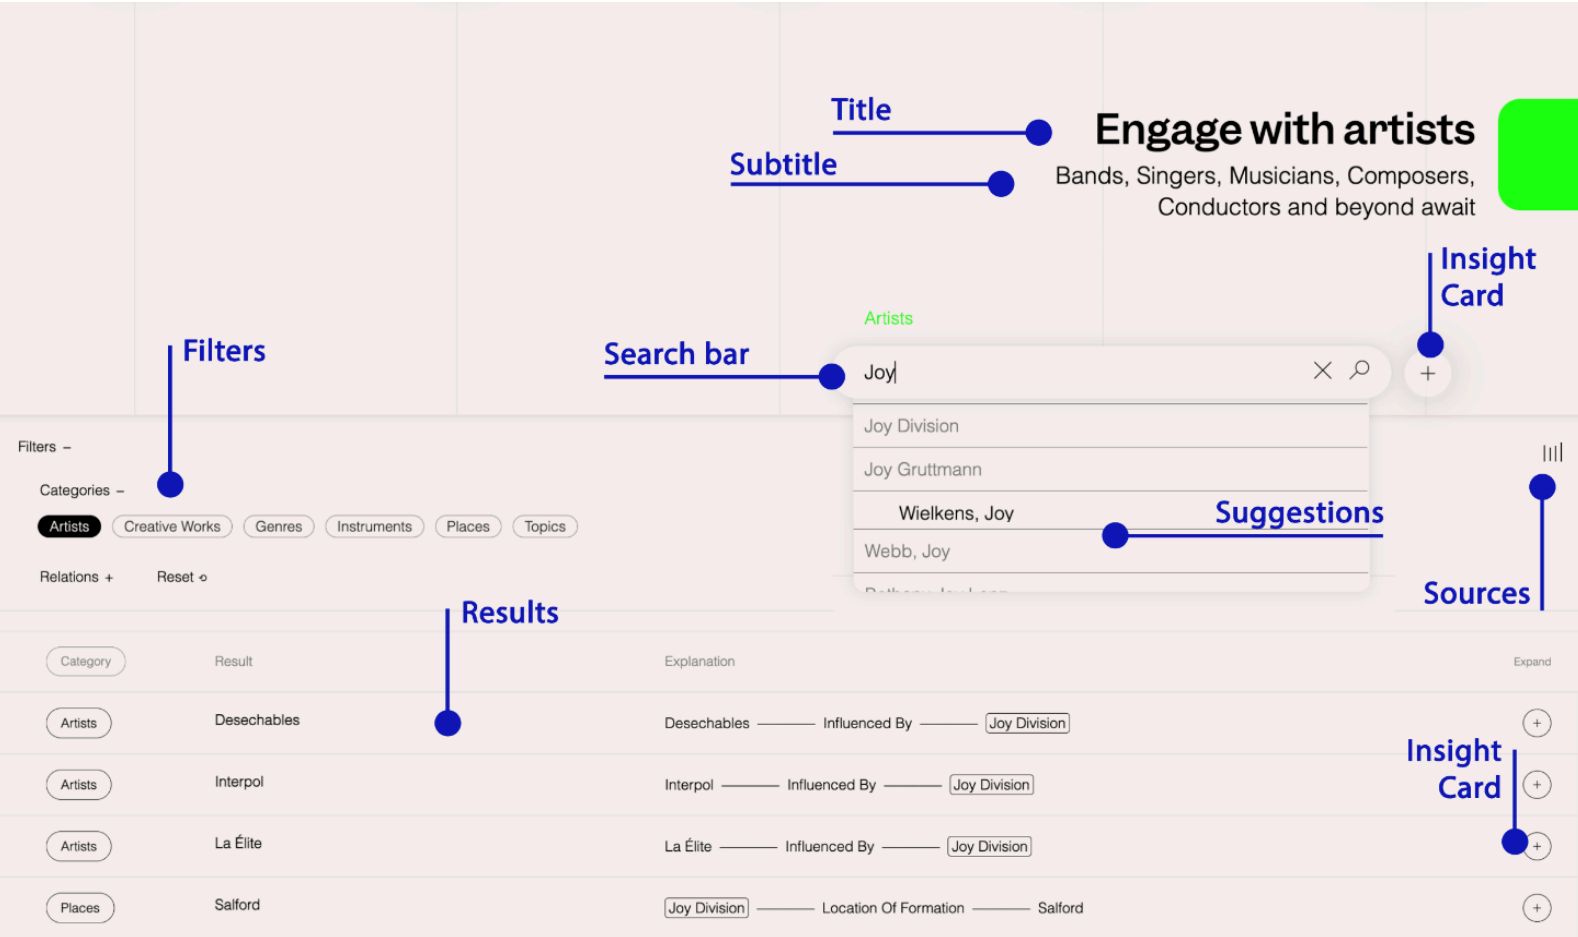 Title
Engage with artists
Subtitle
Bands, Singers, Musicians, Composers,
Conductors and beyond await
Insight
Card
Artists
Filters
Search bar
Joy
+
Joy Division
Filters –
Joy Gruttmann
Categories –
Wielkens, Joy
Suggestions
Artists
Creative Works
Genres
Instruments
Places
Topics
Webb, Joy
Relations +
Reset
Sources
Results
Category
Result
Explanation
Expand
Artists
Desechables
Desechables
Influenced By
Joy Division
+
Insight
Card
Artists
Interpol
Interpol
Influenced By
Joy Division
+
Artists
La Élite
La Élite
Influenced By
Joy Division
+
Places
Salford
Joy Division
Location Of Formation
Salford
+